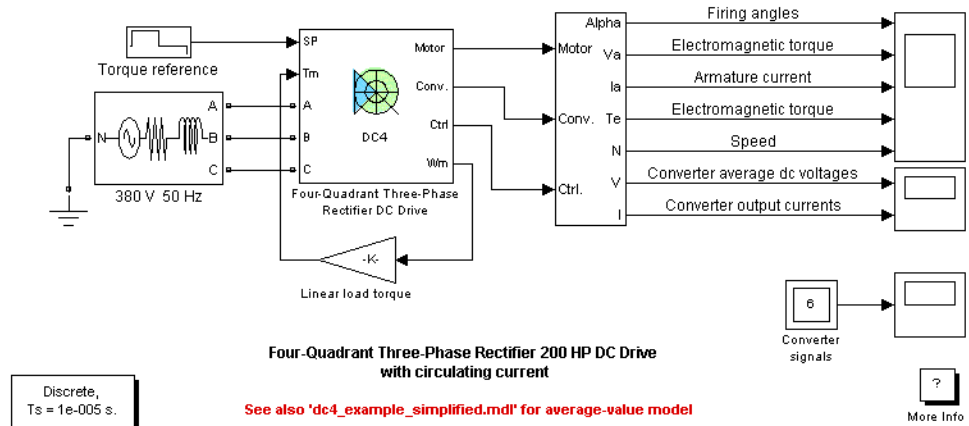 SP
Tm
A
B
C
Motor
Conv.
Ctrl
Wm
DC4
Four-Quadrant Three-Phase
Rectifier DC Drive
Torque reference
N
A
B
C
380 V 50 Hz
-K-
Linear load torque
Motor
Conv.
Ctrl.
Alpha
Va
Ia
Te
N
V
I
Firing angles
Electromagnetic torque
Armature current
Electromagnetic torque
Speed
Converter average dc voltages
Converter output currents
6
Converter
signals
Four-Quadrant Three-Phase Rectifier 200 HP DC Drive
with circulating current
See also 'dc4_example_simplified.mdl' for average-value model
Discrete,
Ts = 1e-005 s.
?
More Info